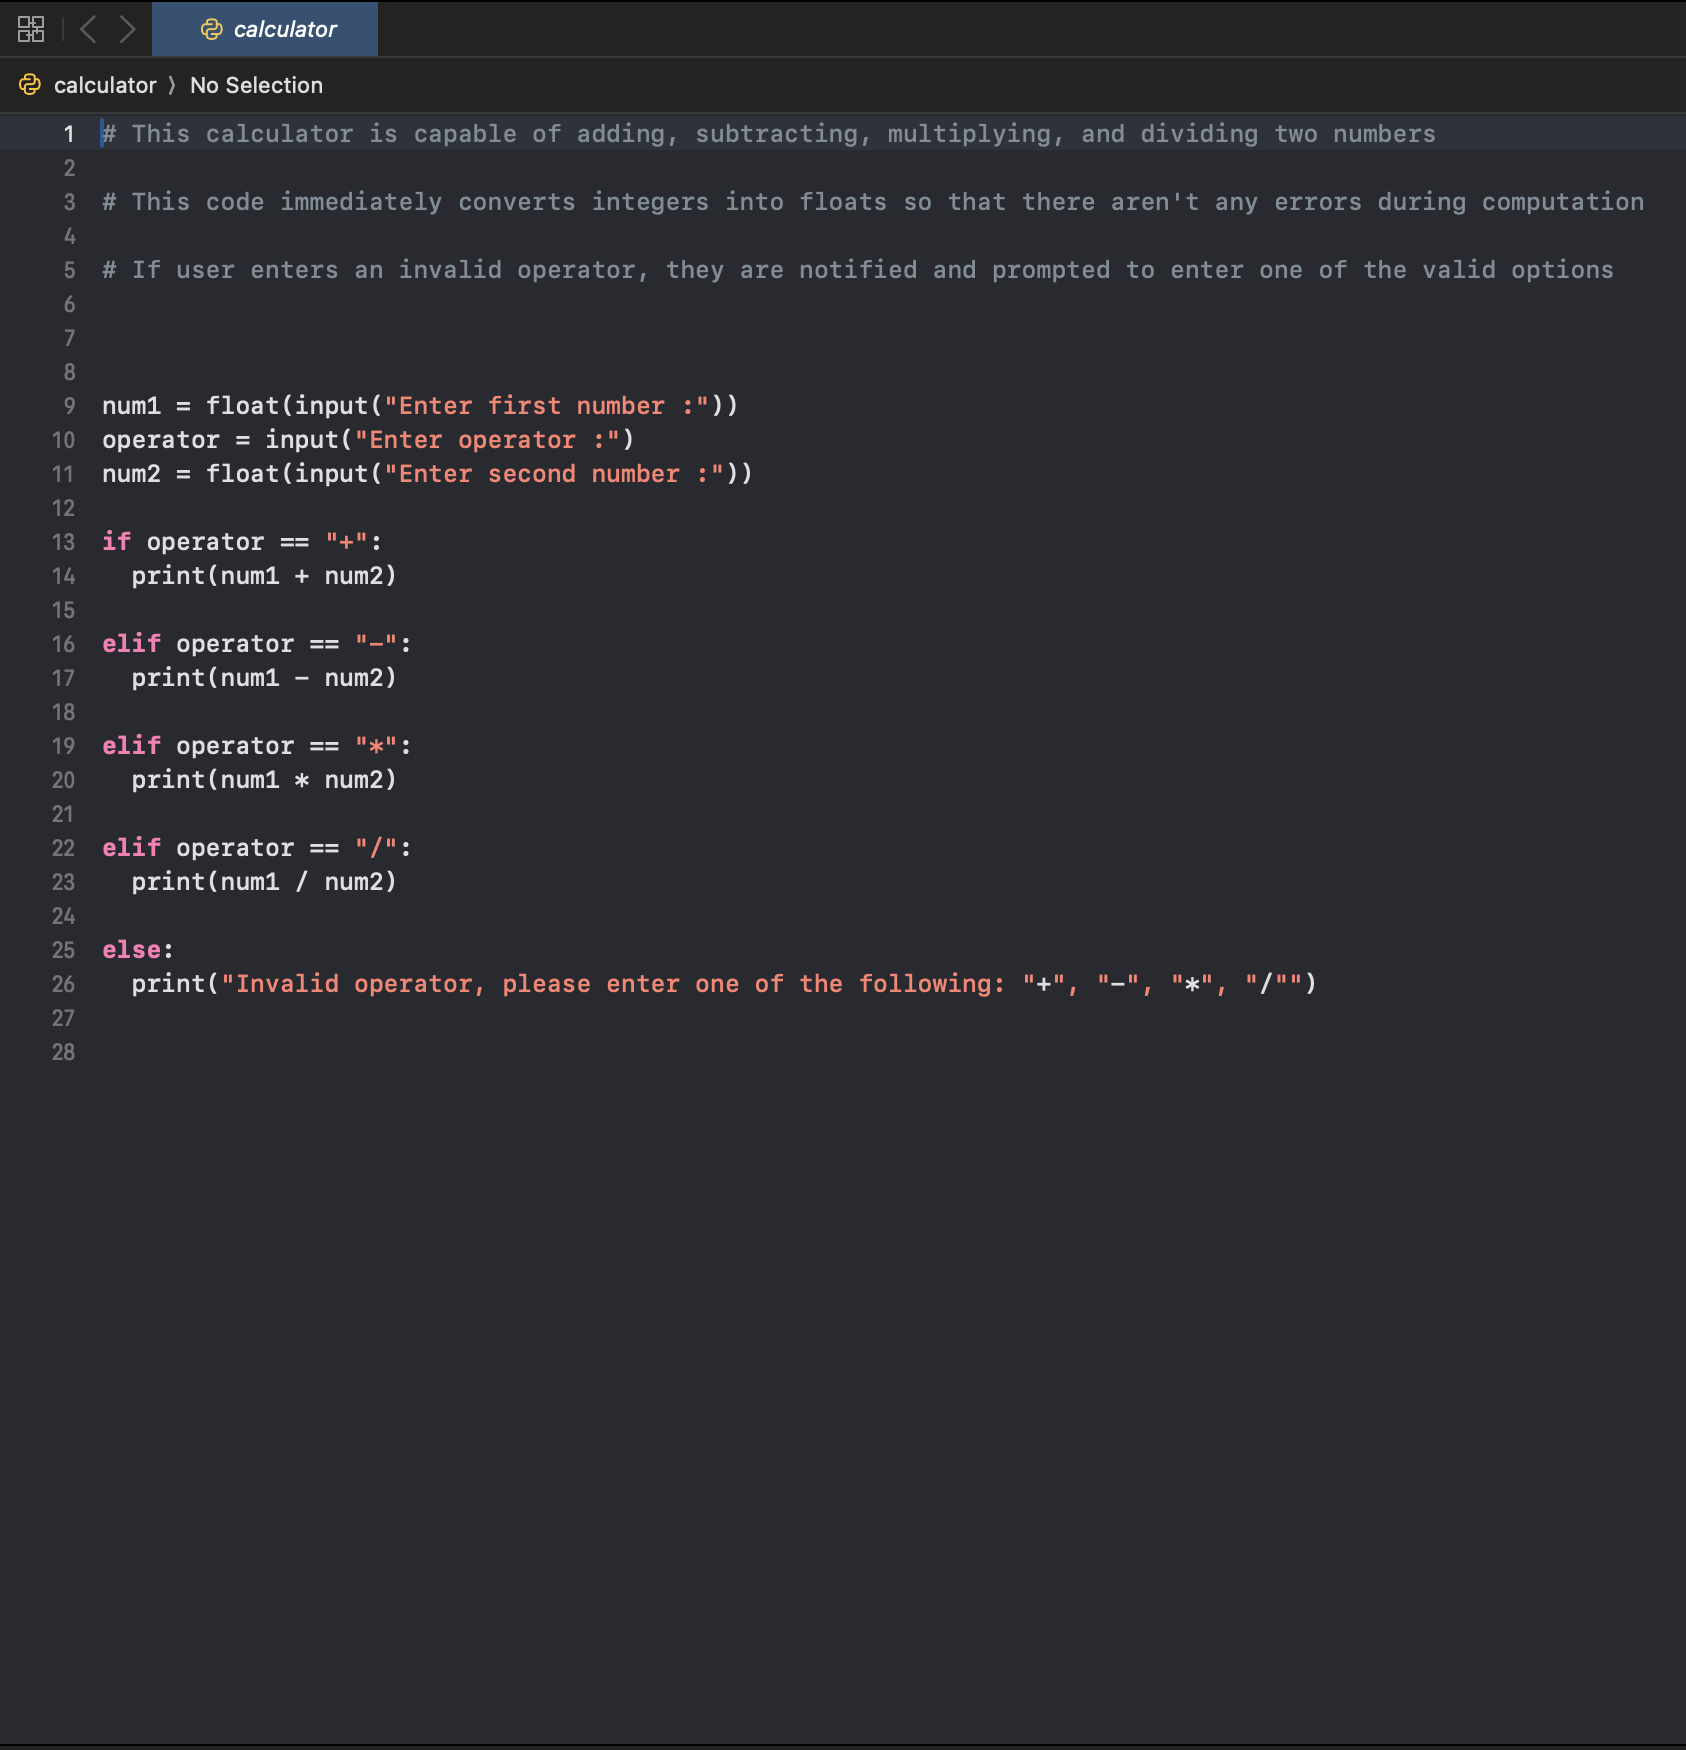 calculator
calculator 〉 No Selection
1 # This calculator is capable of adding, subtracting, multiplying, and dividing two numbers
2
3 # This code immediately converts integers into floats so that there aren't any errors during computation
4
5 # If user enters an invalid operator, they are notified and prompted to enter one of the valid options
6
7
8
9 num1 = float(input("Enter first number :"))
10 operator = input("Enter operator :")
11 num2 = float(input("Enter second number :"))
12
13 if operator == "+":
14   print(num1 + num2)
15
16 elif operator == "-":
17   print(num1 - num2)
18
19 elif operator == "*":
20   print(num1 * num2)
21
22 elif operator == "/":
23   print(num1 / num2)
24
25 else:
26   print("Invalid operator, please enter one of the following: "+", "-", "*", "/"")
27
28